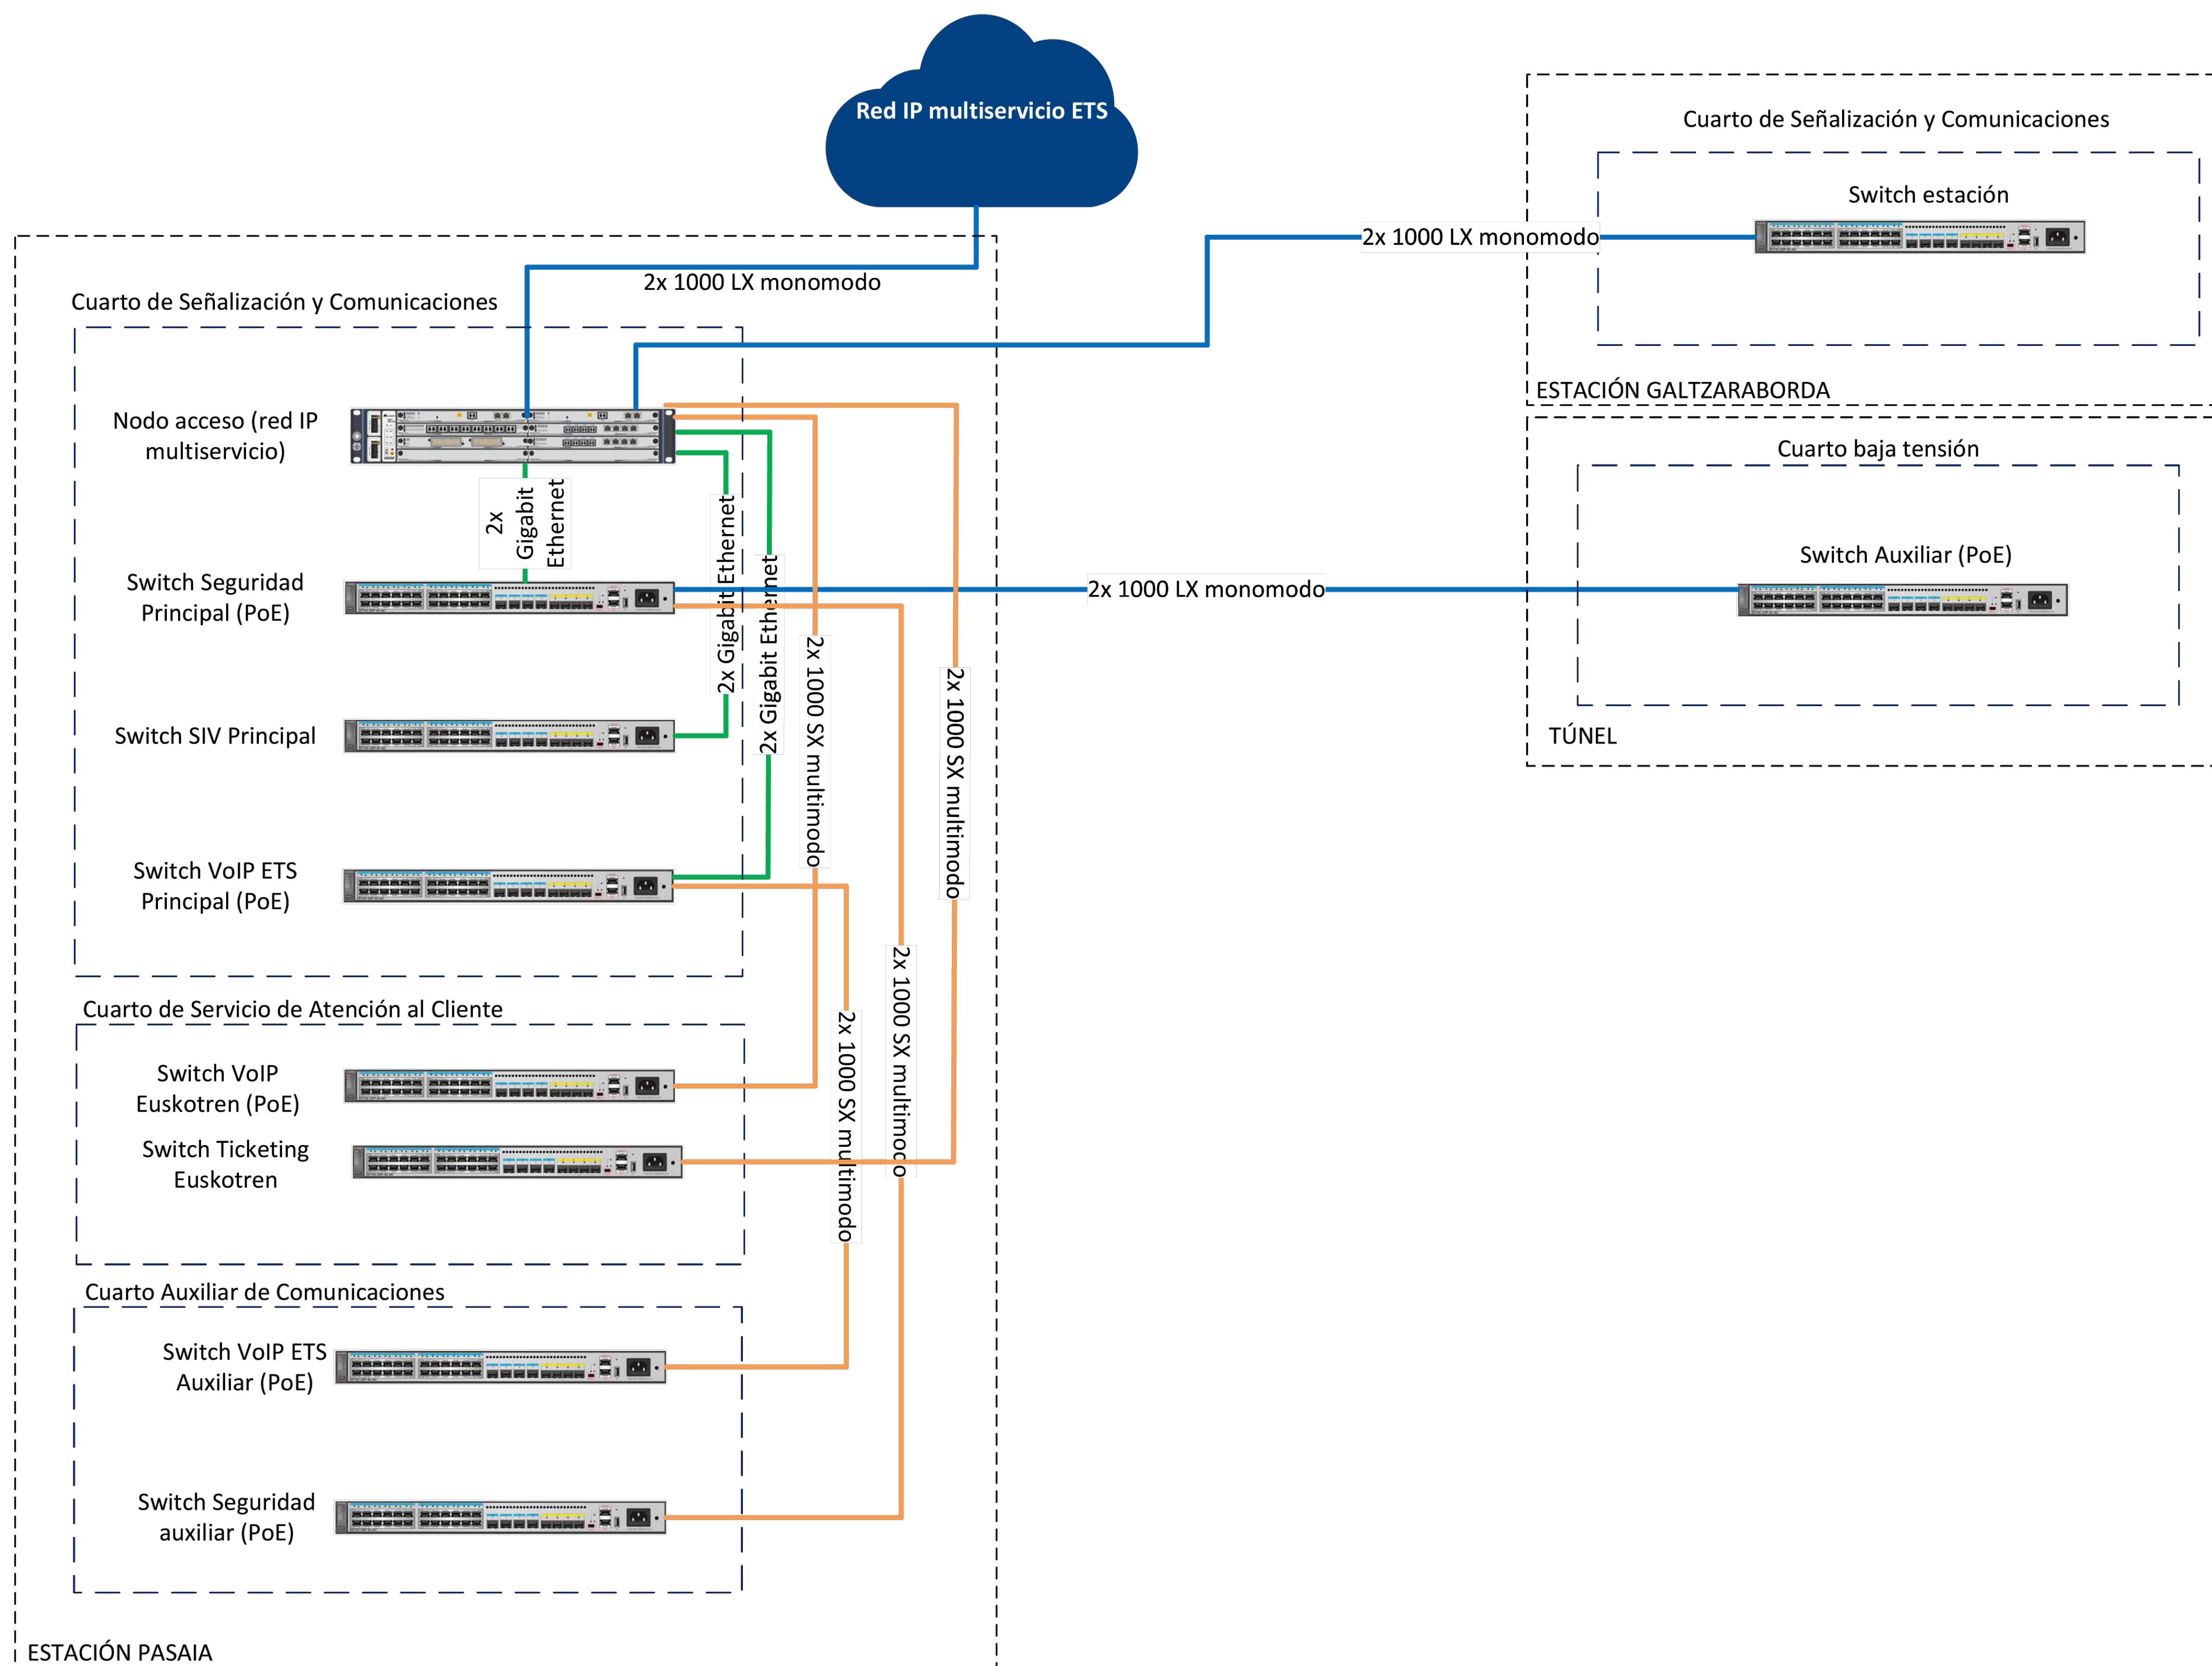 Red IP multiservicio ETS
2x 1000 LX monomodo
Cuarto de Señalización y Comunicaciones
Nodo acceso (red IP
multiservicio)
2x
Gigabit
Ethernet
Switch Seguridad
Principal (PoE)
Switch SIV Principal
Switch VoIP ETS
Principal (PoE)
2x Gigabit Ethernet
2x Gigabit Ethernet
2x 1000 SX multimodo
2x 1000 SX multimodo
2x 1000 SX multimodo
2x 1000 SX multimodo
Cuarto de Servicio de Atención al Cliente
Switch VoIP
Euskotren (PoE)
Switch Ticketing
Euskotren
Cuarto Auxiliar de Comunicaciones
Switch VoIP ETS
Auxiliar (PoE)
Switch Seguridad
auxiliar (PoE)
ESTACIÓN PASAIA
Cuarto de Señalización y Comunicaciones
Switch estación
2x 1000 LX monomodo
ESTACIÓN GALTZARABORDA
Cuarto baja tensión
Switch Auxiliar (PoE)
2x 1000 LX monomodo
TÚNEL